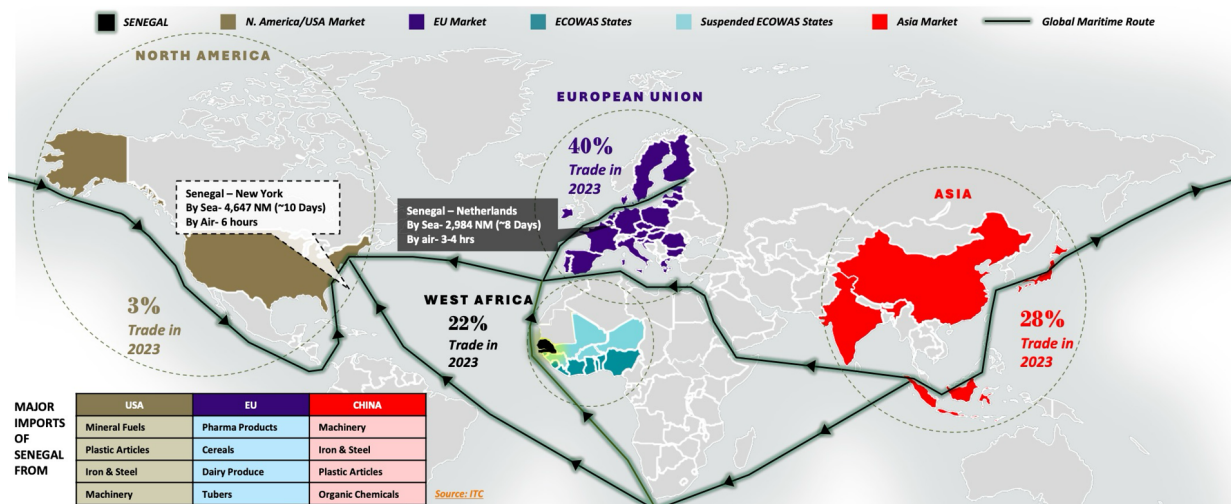 SENEGAL
N. America/USA Market
EU Market
ECOWAS States
Suspended ECOWAS States
Asia Market
Global Maritime Route
NORTH AMERICA
EUROPEAN UNION
40%
Trade in
2023
ASIA
Senegal – New York
By Sea- 4,647 NM (~10 Days)
By Air- 6 hours
Senegal – Netherlands
By Sea- 2,984 NM (~8 Days)
By air- 3-4 hrs
3%
Trade in
2023
WEST AFRICA
22%
Trade in
2023
28%
Trade in
2023
MAJOR
IMPORTS
OF
SENEGAL
FROM
USA EU CHINA
Mineral Fuels Pharma Products Machinery
Plastic Articles Cereals Iron & Steel
Iron & Steel Dairy Produce Plastic Articles
Machinery Tubers Organic Chemicals
Source: ITC